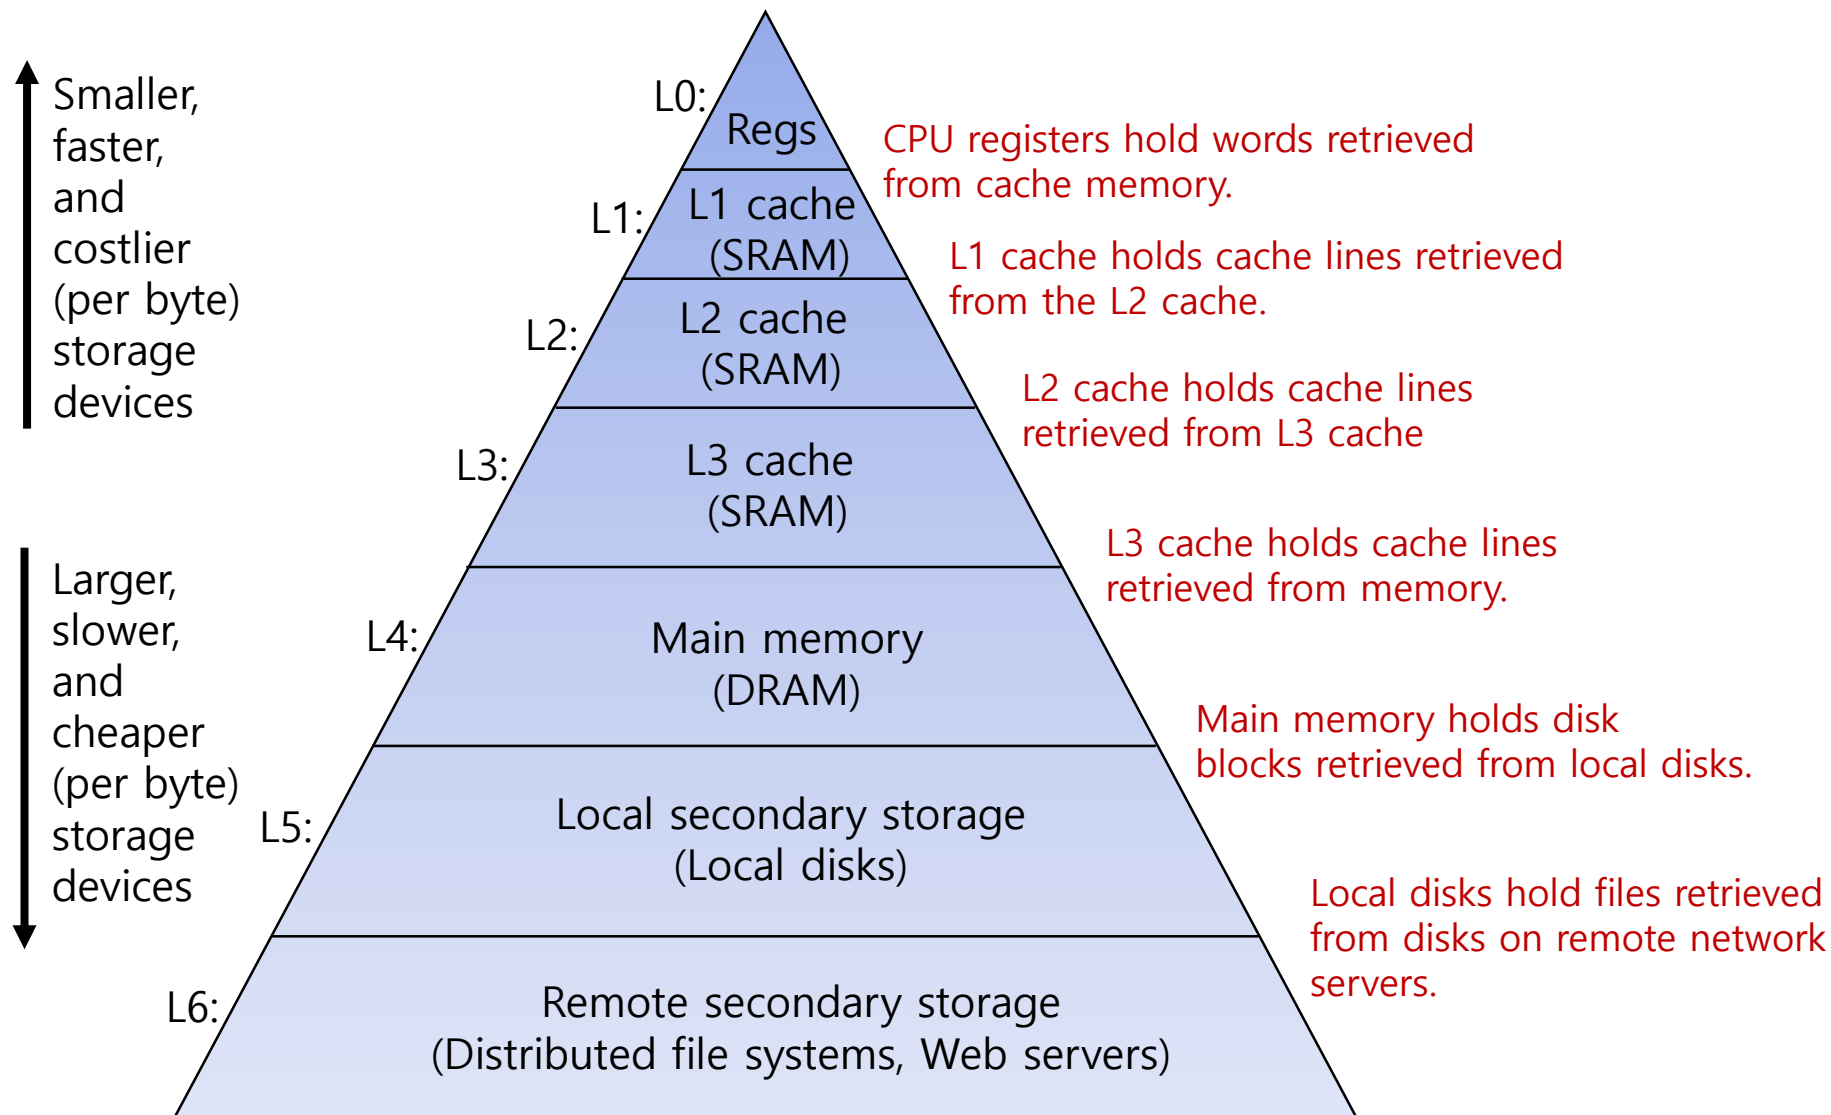 Smaller,
faster,
and
costlier
(per byte)
storage
devices
Larger,
slower,
and
cheaper
(per byte)
storage
devices
L0:
Regs
CPU registers hold words retrieved
from cache memory.
L1:
L1 cache
(SRAM)
L1 cache holds cache lines retrieved
from the L2 cache.
L2:
L2 cache
(SRAM)
L2 cache holds cache lines
retrieved from L3 cache
L3:
L3 cache
(SRAM)
L3 cache holds cache lines
retrieved from memory.
L4:
Main memory
(DRAM)
Main memory holds disk
blocks retrieved from local disks.
L5:
Local secondary storage
(Local disks)
Local disks hold files retrieved
from disks on remote network
servers.
L6:
Remote secondary storage
(Distributed file systems, Web servers)